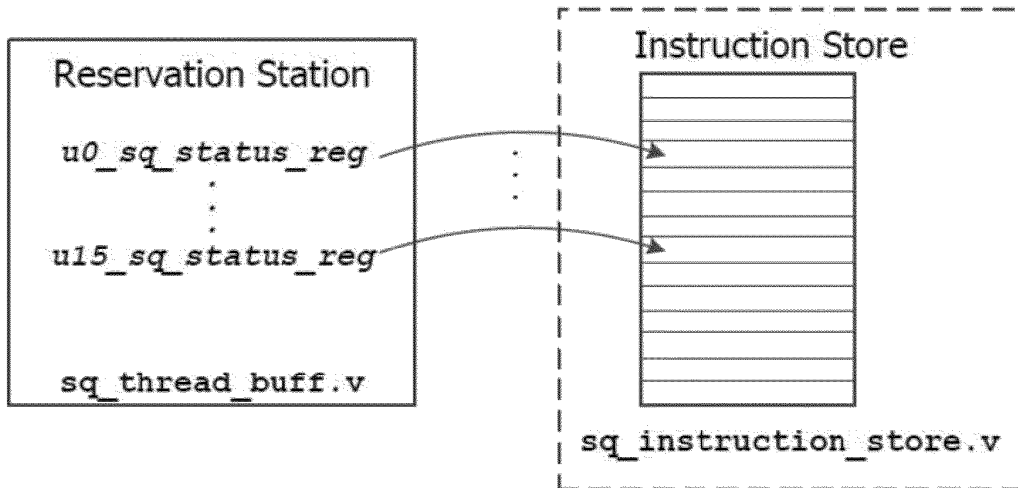 Reservation Station
u0_sq_status_reg
u15_sq_status_reg
sq_thread_buff.v
Instruction Store
sq_instruction_store.v